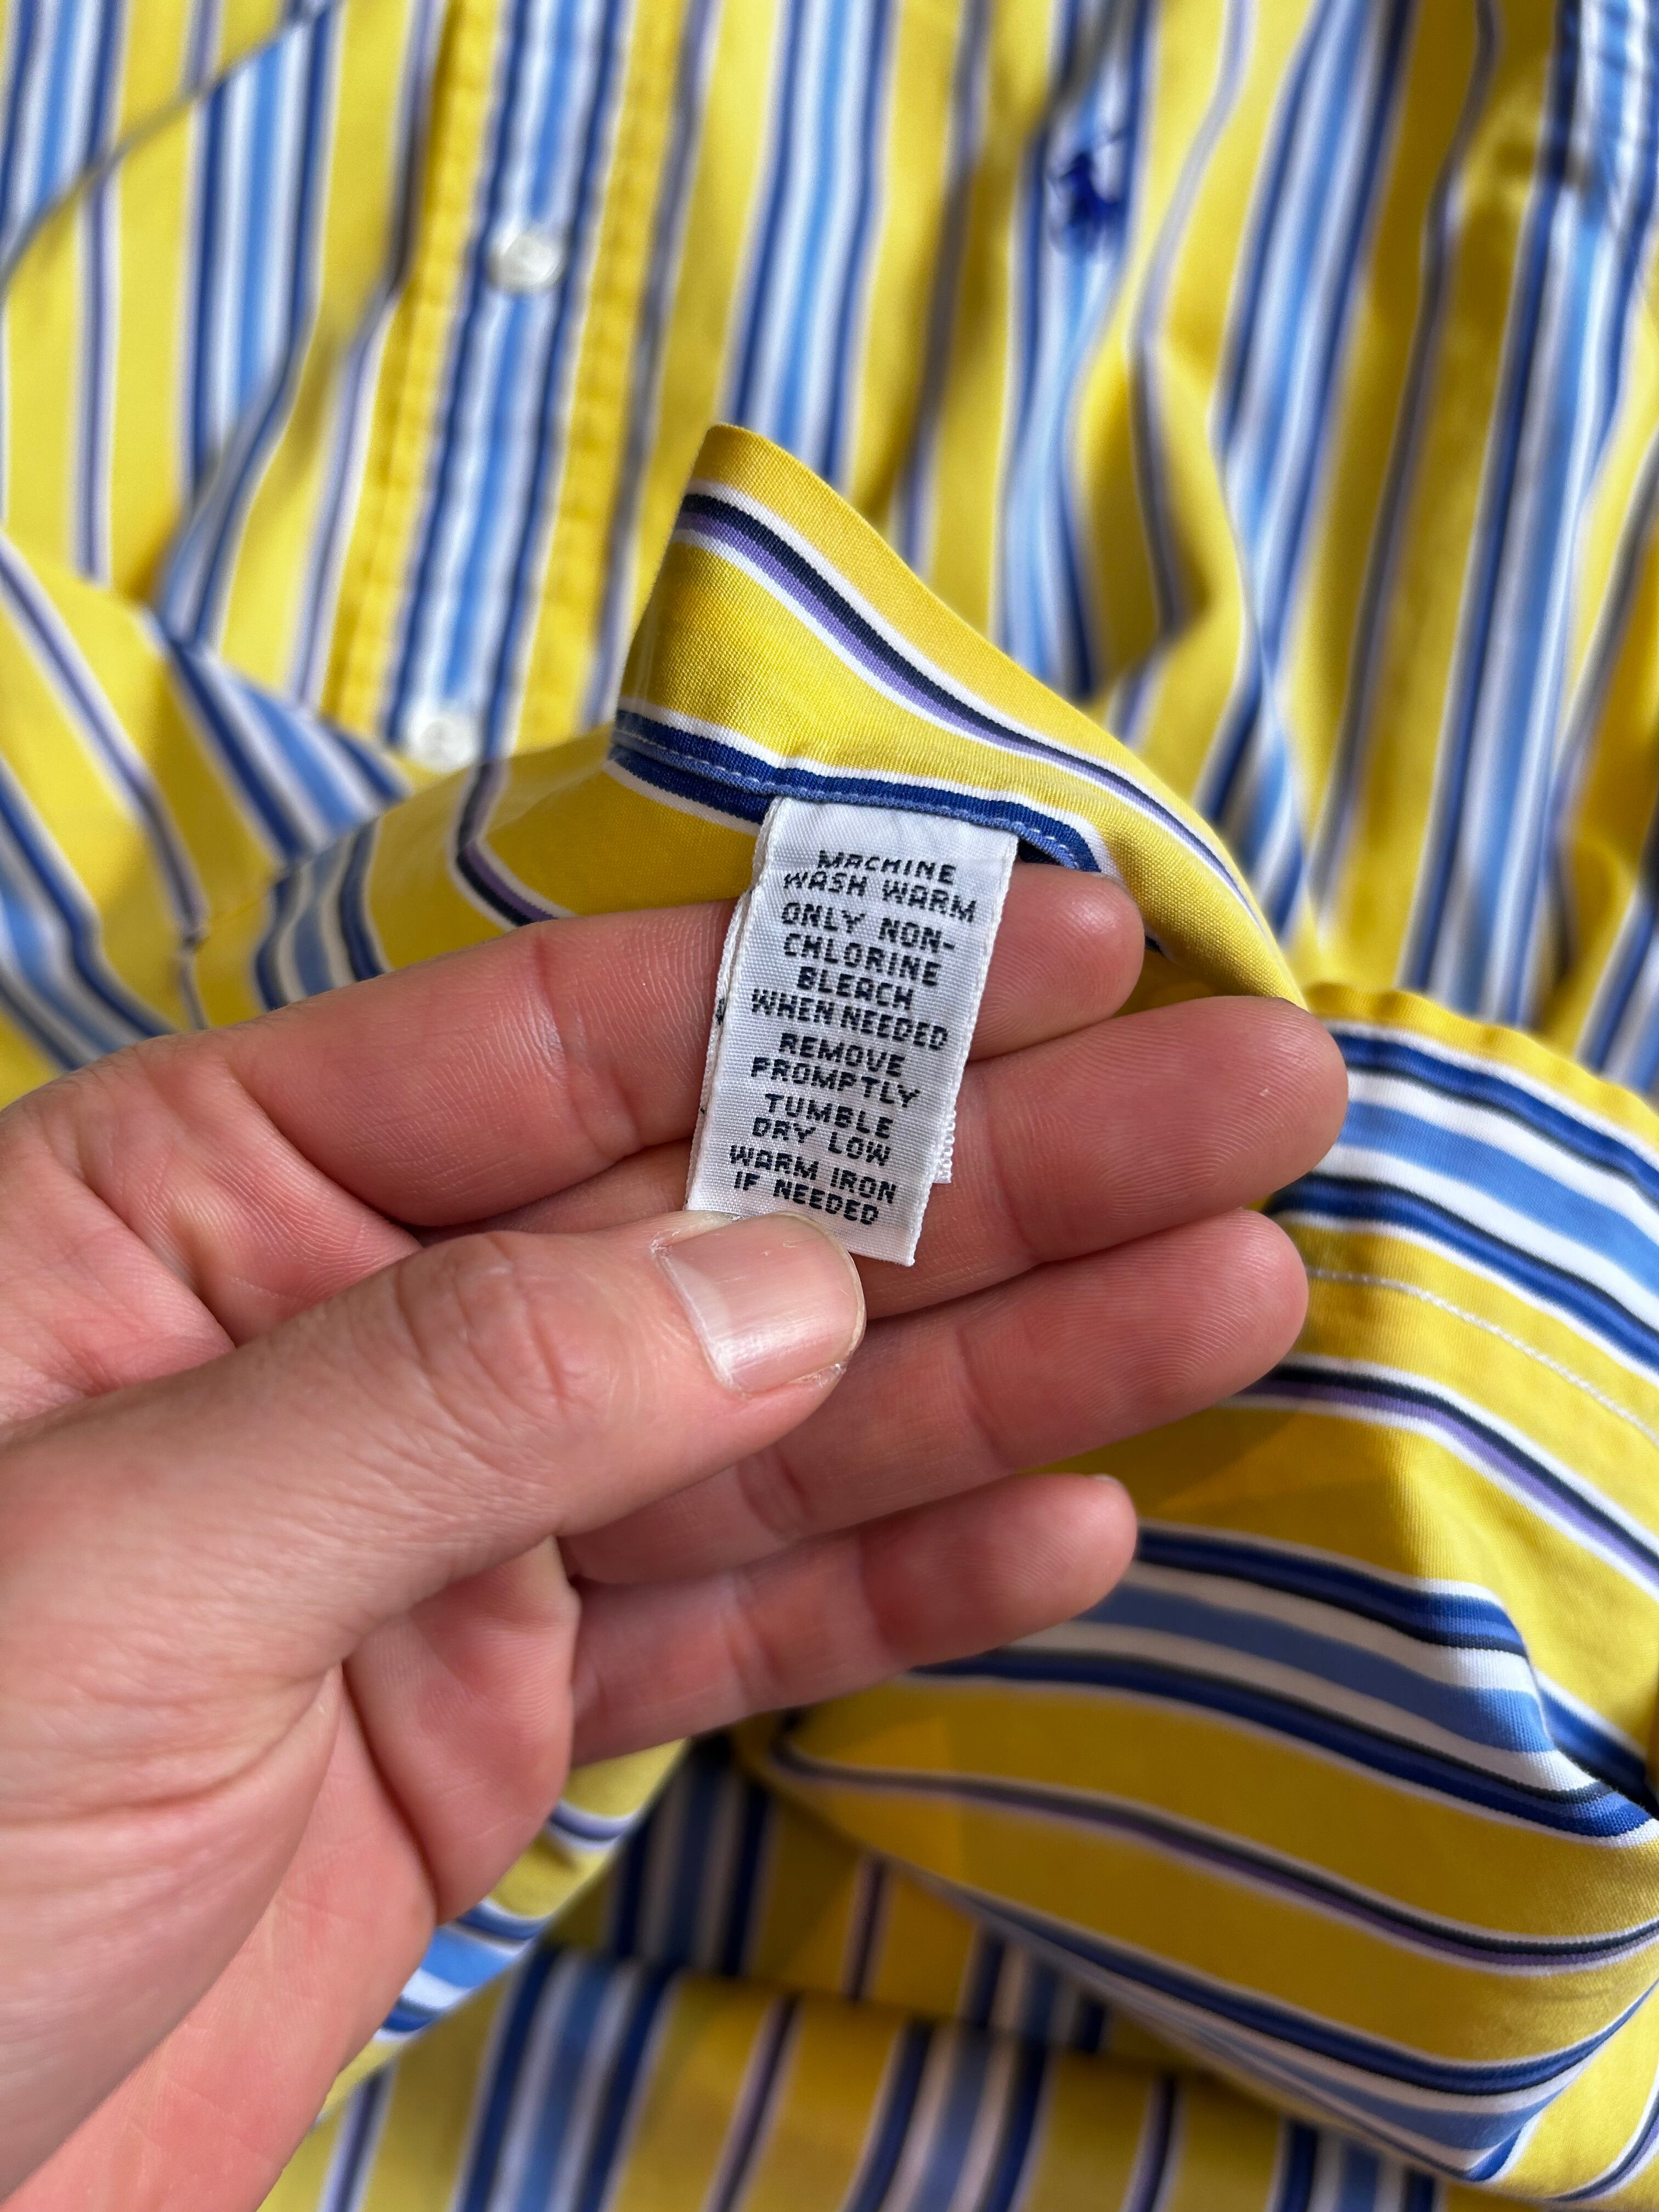 MACHINE
WASH WARM
ONLY NON-
CHLORINE
BLEACH
WHEN NEEDED
REMOVE
PROMPTLY
TUMBLE
DRY LOW
WARM IRON
IF NEEDED